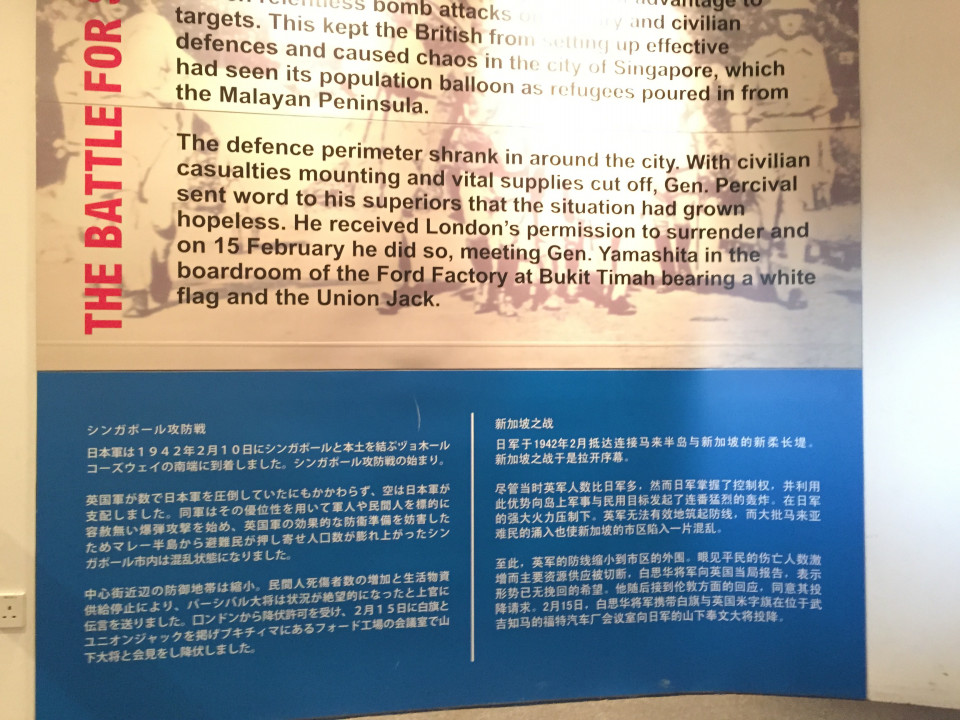 THE BATTLE FOR
relentless bomb attacks
and civilian
targets. This kept the British from setting up effective
defences and caused chaos in the city of Singapore, which
had seen its population balloon as refugees poured in from
the Malayan Peninsula.
The defence perimeter shrank in around the city. With civilian
casualties mounting and vital supplies cut off, Gen. Percival
sent word to his superiors that the situation had grown
hopeless. He received London's permission to surrender and
on 15 February he did so, meeting Gen. Yamashita in the
boardroom of the Ford Factory at Bukit Timah bearing a white
flag and the Union Jack.
シンガポール攻防戦
日本軍は1942年2月10日にシンガポールと本土を結ぶヅョホール
コーズウェイの南端に到着しました。シンガポール攻防戦の始まり。
英国軍が数で日本軍を圧倒していたにもかかわらず、空は日本軍が
支配しました。同軍はその優位性を用いて軍人や民間人を標的に
容赦無い爆弾攻撃を始め、英国軍の効果的な防衞準備を妨害した
ためマレー半島から避難民が押し寄せ人口数が膨れ上がったシン
ガポール市内は混乱状態になりました。
中心街近辺の防御地帯は縮小。民間人死傷者数の増加と生活物資
供給停止により、パーシバル大将は状況が絶望的になったと上官に
伝言を送りました。ロンドンから降伏許可を受け、2月15日に白旗と
ユニオンジャックを掲げブキチィマにあるフォード工場の会議室で山
下大将と会見をし降伏しました。
新加坡之战
日军于1942年2月抵达连接马来半岛与新加坡的新柔长堤。
新加坡之战于是拉开序幕。
尽管当时英军人数比日军多，然而日军掌握了控制权，并利用
此优势向岛上军事与民用目标发起了连番猛烈的轰炸。在日军
的强大火力压制下。英军无法有效地筑起防线，而大批马来亚
难民的涌入也使新加坡的市区陷入一片混乱。
至此，英军的防线缩小到市区的外围。眼见平民的伤亡人数激
增而主要资源供应被切断，白思华将军向英国当局报告，表示
形势已无挽回的希望。他随后接到伦敦方面的回应，同意其投
降请求。2月15日，白思华将军携带白旗与英国米字旗在位于武
吉知马的福特汽车厂会议室向日军的山下奉文大将投降。